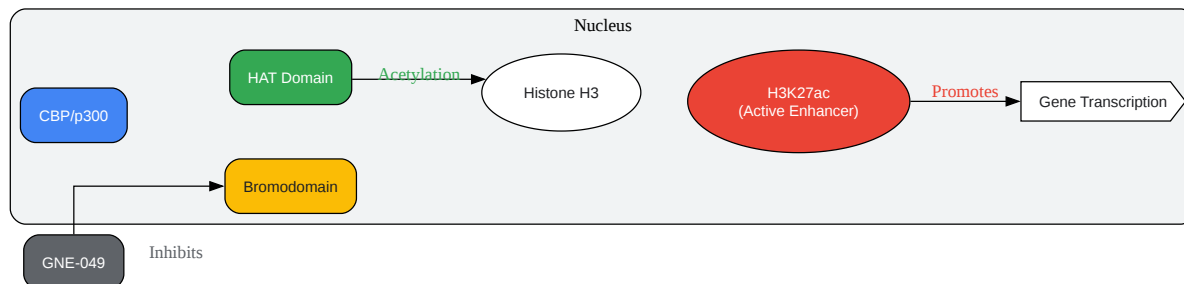 Nucleus
HAT Domain
Acetylation
Histone H3
H3K27ac
(Active Enhancer)
Promotes
Gene Transcription
CBP/p300
Bromodomain
GNE-049
Inhibits